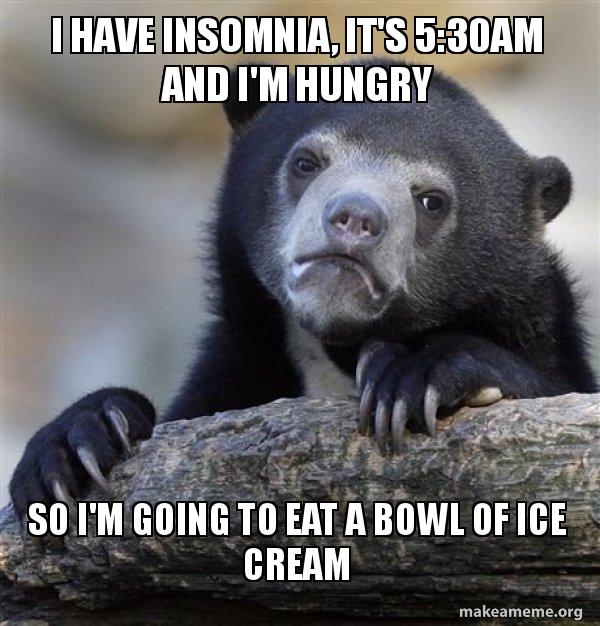 I HAVE INSOMNIA, IT'S 5:30AM
AND I'M HUNGRY
SO I'M GOING TO EAT A BOWL OF ICE
CREAM
makeameme.org